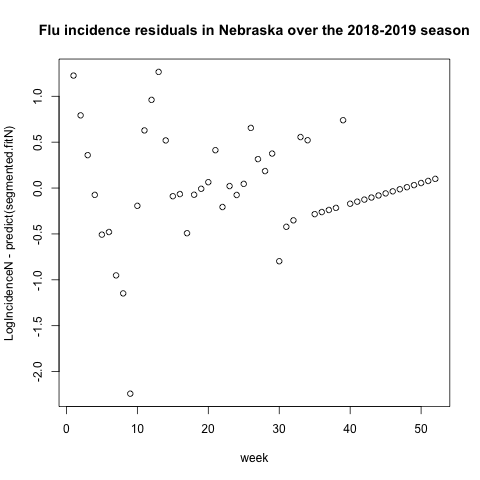 Flu incidence residuals in Nebraska over the 2018-2019 season
LogIncidenceN - predict(segmented.fitN)
1.0
0.5
0.0
-0.5
-1.0
-1.5
-2.0
0 10 20 30 40 50
week